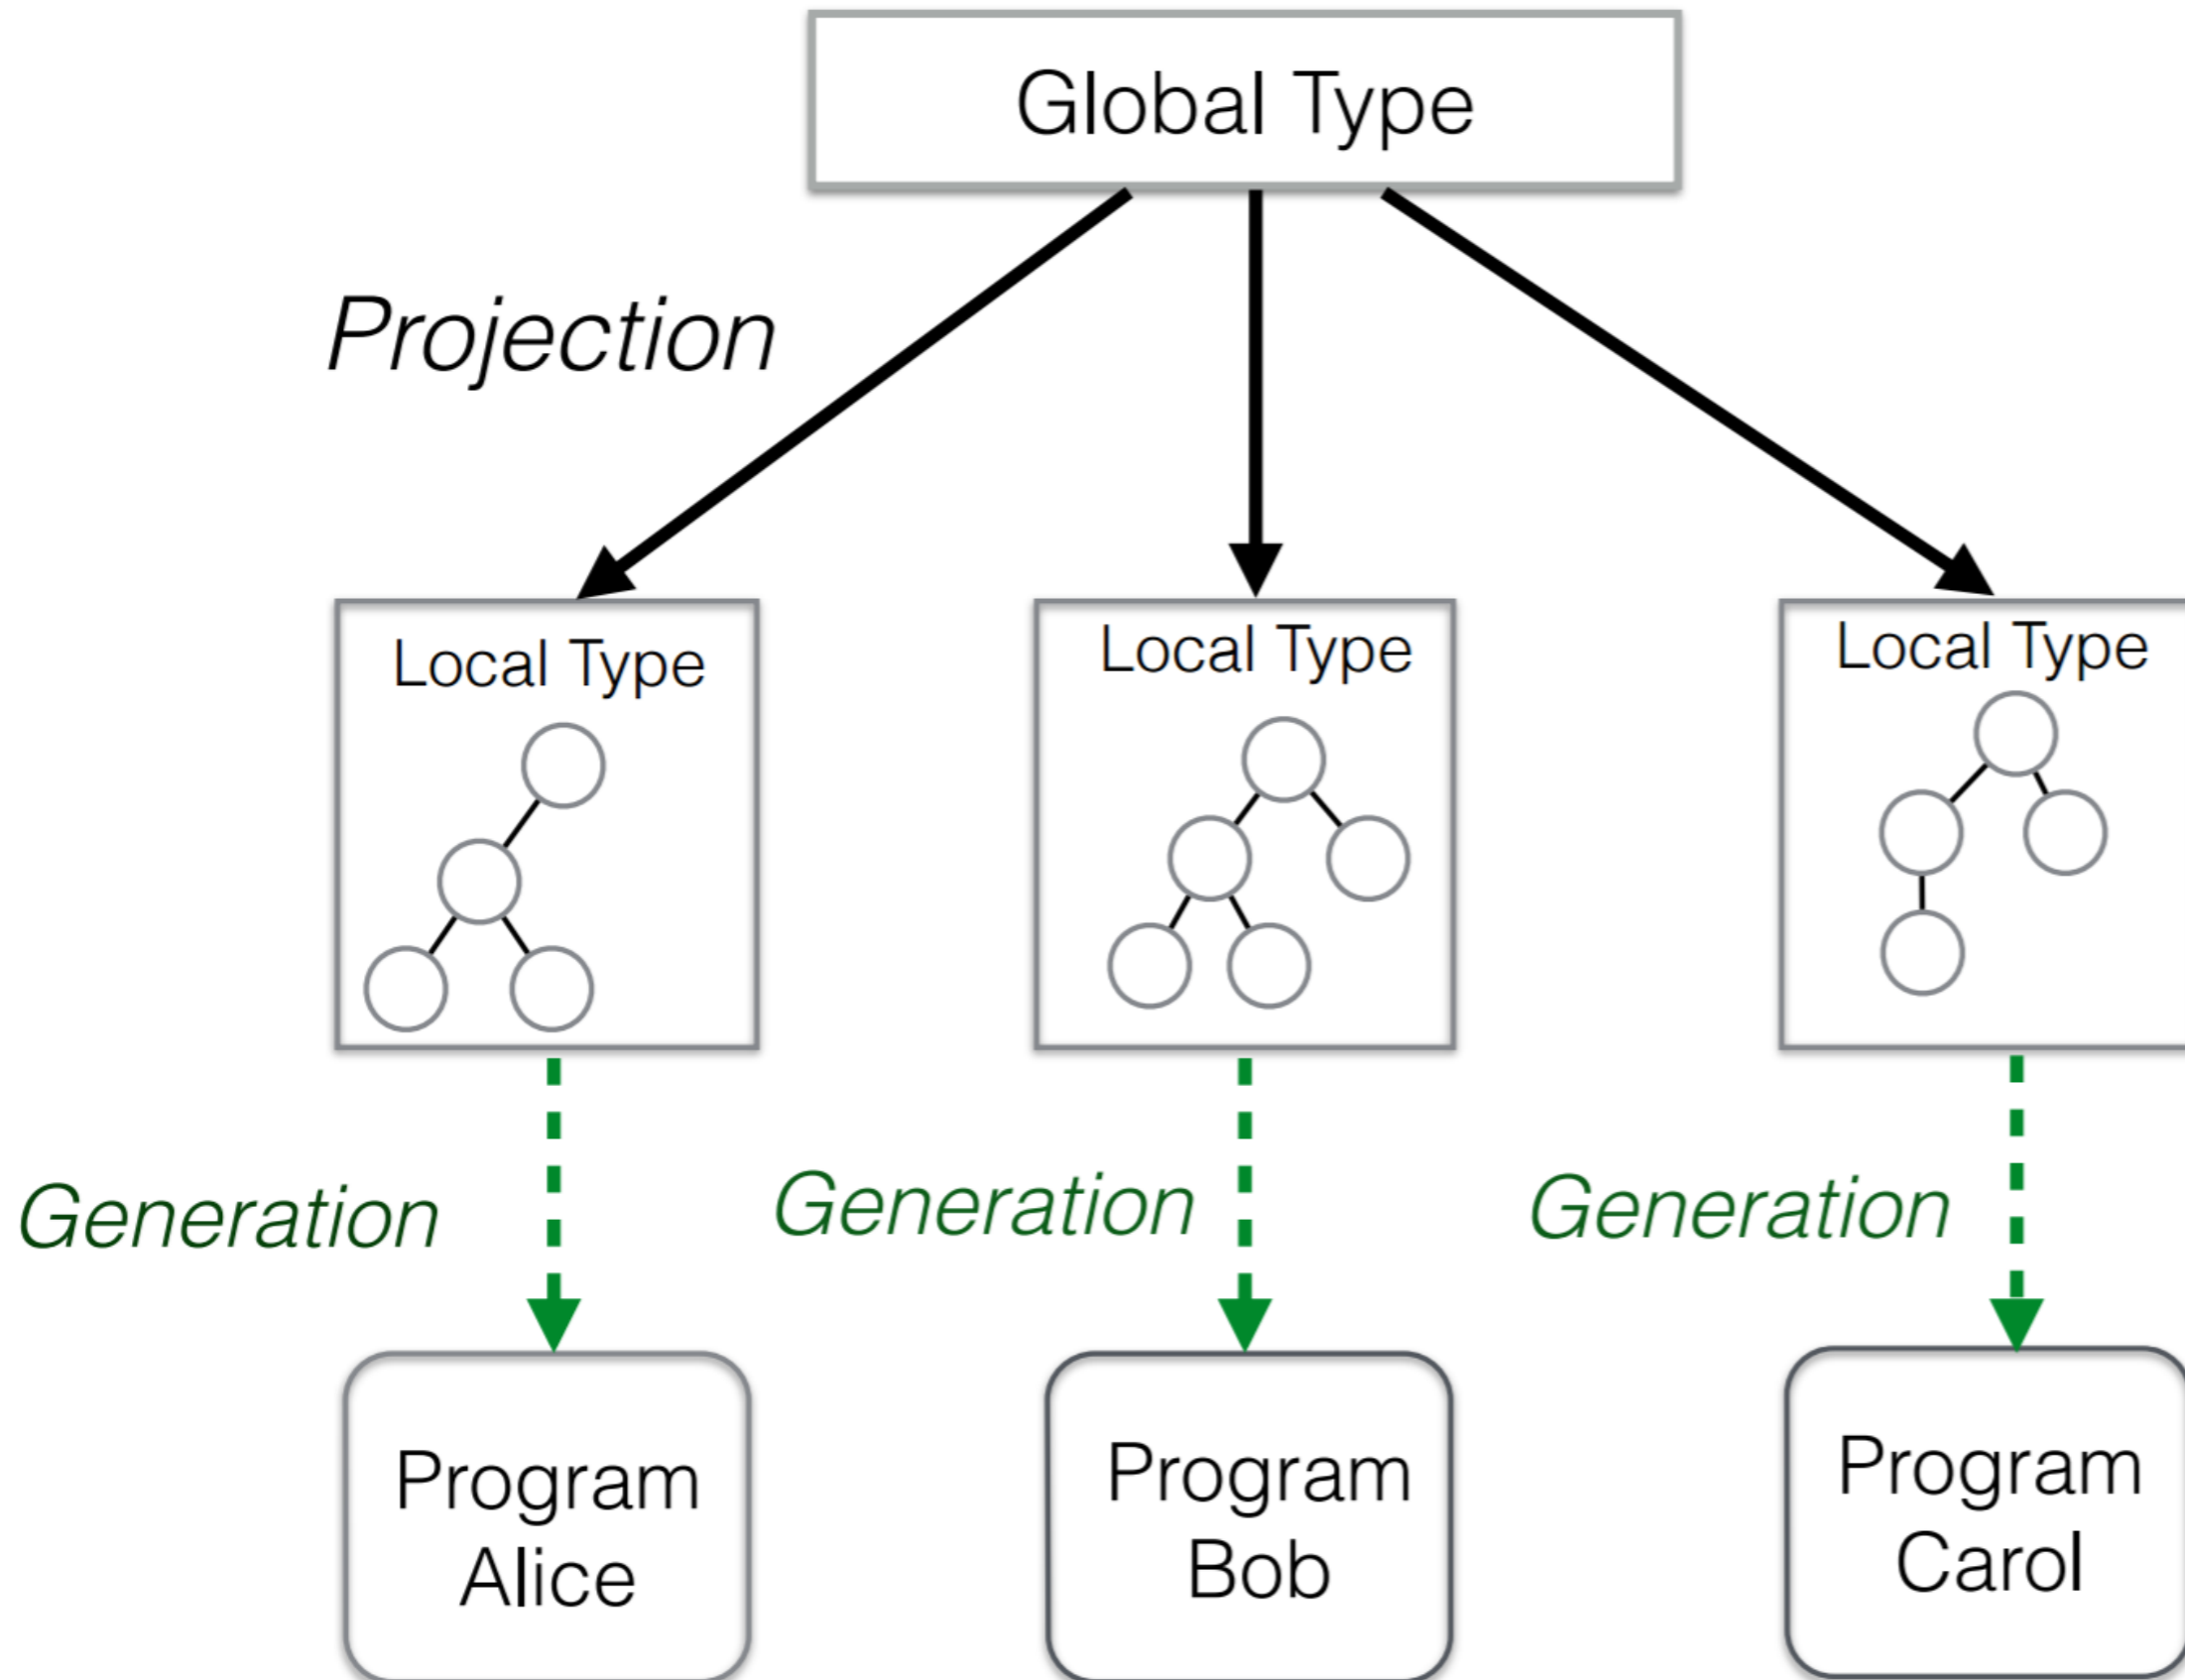 Global Type
Projection
Local Type
Local Type
Local Type
Generation
Generation
Generation
Program
Alice
Program
Bob
Program
Carol